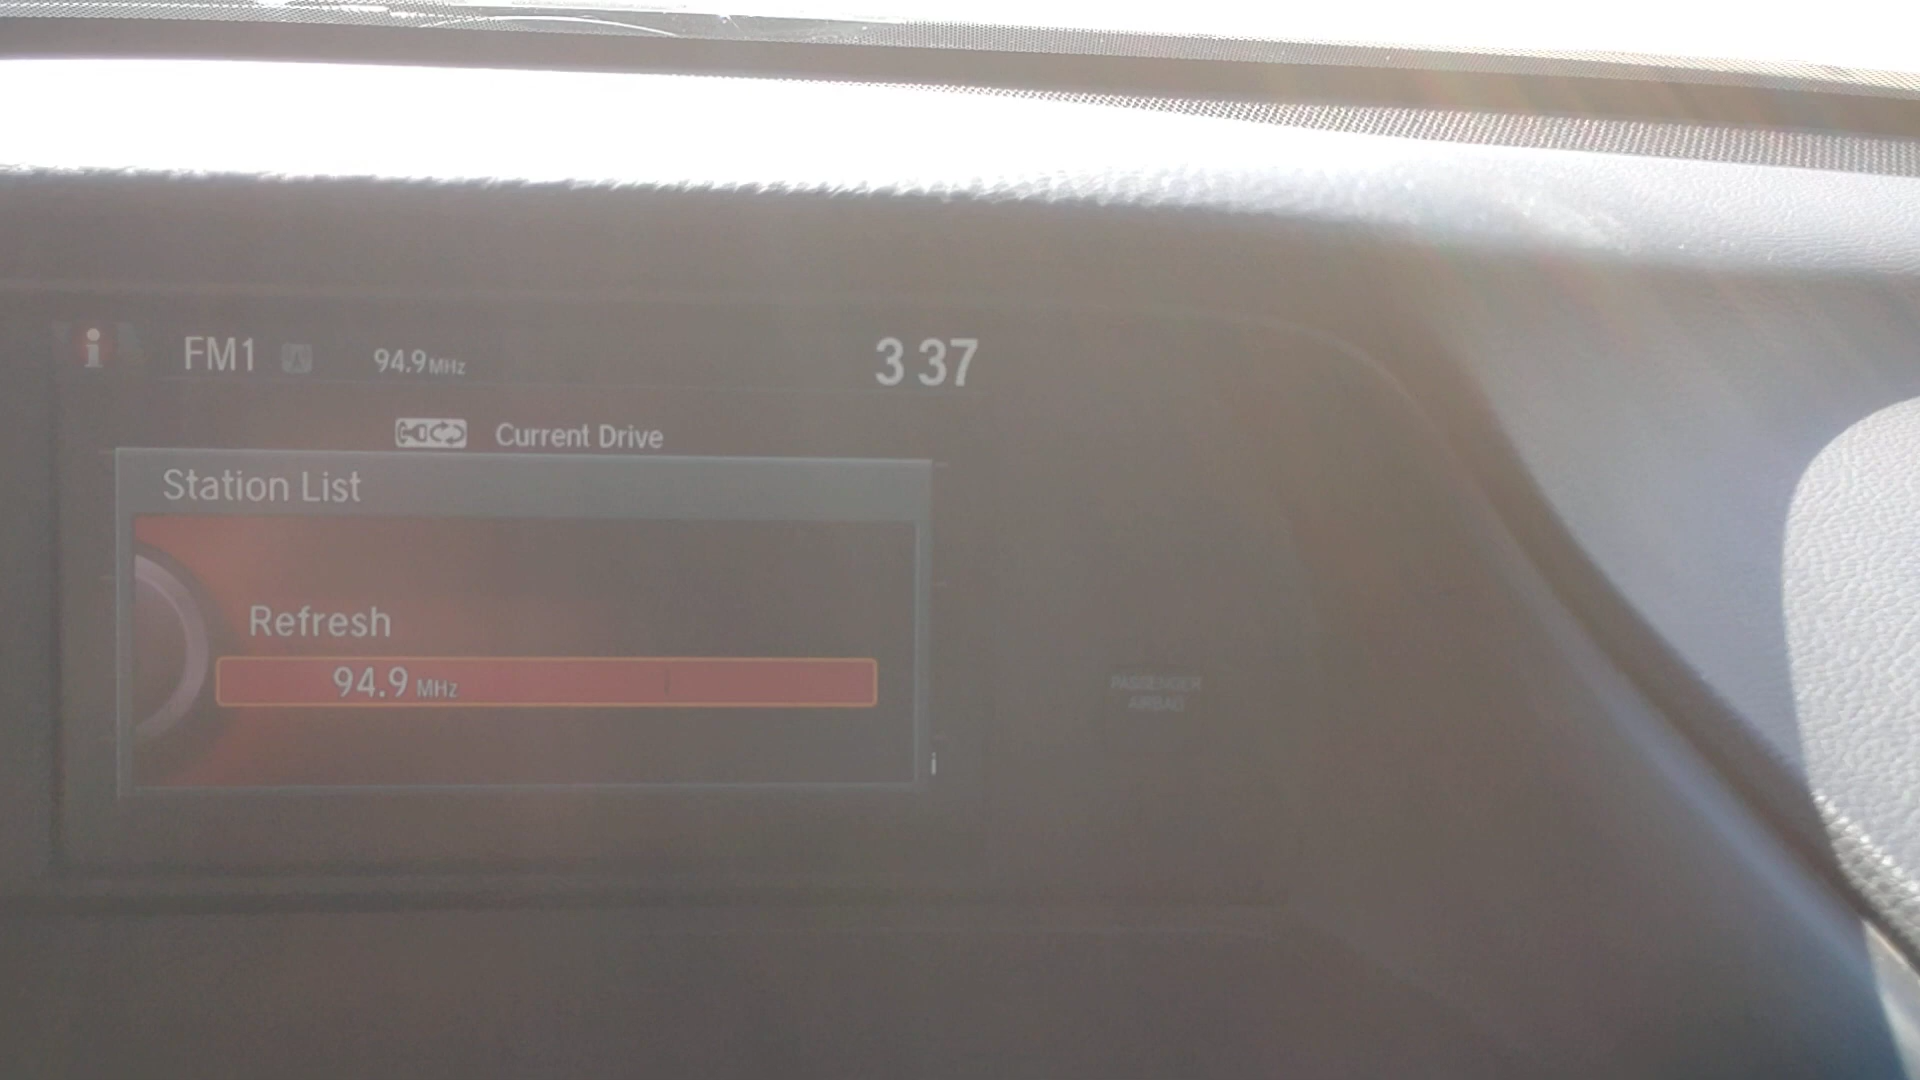 i FM1 94.9 MHz 3 37
Current Drive
Station List
Refresh
94.9 MHz
PASSENGER
AIRBAG
i